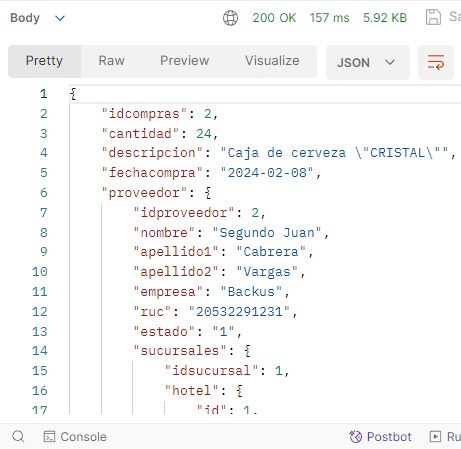 Body 200 OK 157 ms 5.92 KB Sa
Pretty Raw Preview Visualize JSON
1 {
2 "idcompras": 2,
3 "cantidad": 24,
4 "descripcion": "Caja de cerveza \"CRISTAL\"",
5 "fechacompra": "2024-02-08",
6 "proveedor": {
7 "idproveedor": 2,
8 "nombre": "Segundo Juan",
9 "apellido1": "Cabrera",
10 "apellido2": "Vargas",
11 "empresa": "Backus",
12 "ruc": "20532291231",
13 "estado": "1",
14 "sucursales": {
15 "idsucursal": 1,
16 "hotel": {
17 "id": 1,
Console Postbot Ru